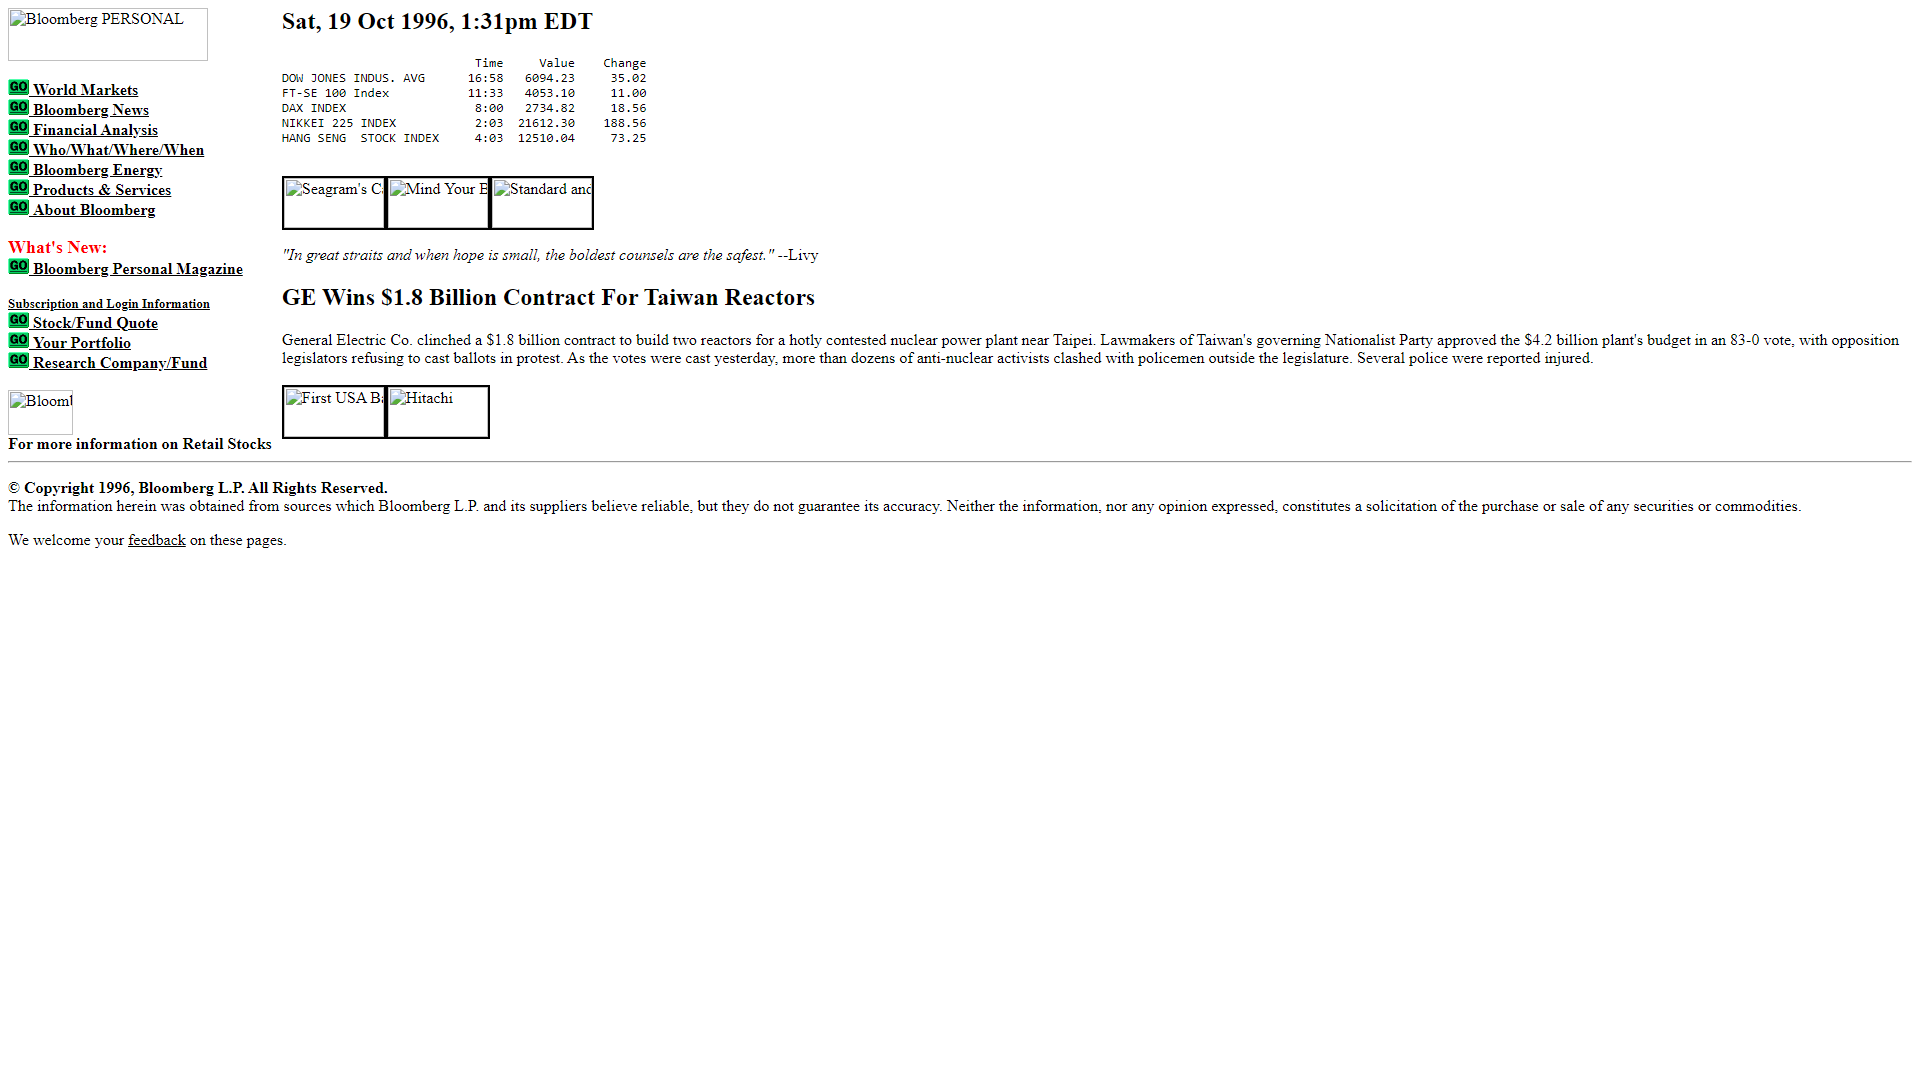 Bloomberg PERSONAL
GO World Markets
GO Bloomberg News
GO Financial Analysis
GO Who/What/Where/When
GO Bloomberg Energy
GO Products & Services
GO About Bloomberg
What's New:
GO Bloomberg Personal Magazine
Subscription and Login Information
GO Stock/Fund Quote
GO Your Portfolio
GO Research Company/Fund
Bloomb
For more information on Retail Stocks
Sat, 19 Oct 1996, 1:31pm EDT
Time Value Change
DOW JONES INDUS. AVG 16:58 6094.23 35.02
FT-SE 100 Index 11:33 4053.10 11.00
DAX INDEX 8:00 2734.82 18.56
NIKKEI 225 INDEX 2:03 21612.30 188.56
HANG SENG STOCK INDEX 4:03 12510.04 73.25
Seagram's C Mind Your B Standard and
"In great straits and when hope is small, the boldest counsels are the safest." --Livy
GE Wins $1.8 Billion Contract For Taiwan Reactors
General Electric Co. clinched a $1.8 billion contract to build two reactors for a hotly contested nuclear power plant near Taipei. Lawmakers of Taiwan's governing Nationalist Party approved the $4.2 billion plant's budget in an 83-0 vote, with opposition
legislators refusing to cast ballots in protest. As the votes were cast yesterday, more than dozens of anti-nuclear activists clashed with policemen outside the legislature. Several police were reported injured.
First USA Ba Hitachi
© Copyright 1996, Bloomberg L.P. All Rights Reserved.
The information herein was obtained from sources which Bloomberg L.P. and its suppliers believe reliable, but they do not guarantee its accuracy. Neither the information, nor any opinion expressed, constitutes a solicitation of the purchase or sale of any securities or commodities.
We welcome your feedback on these pages.